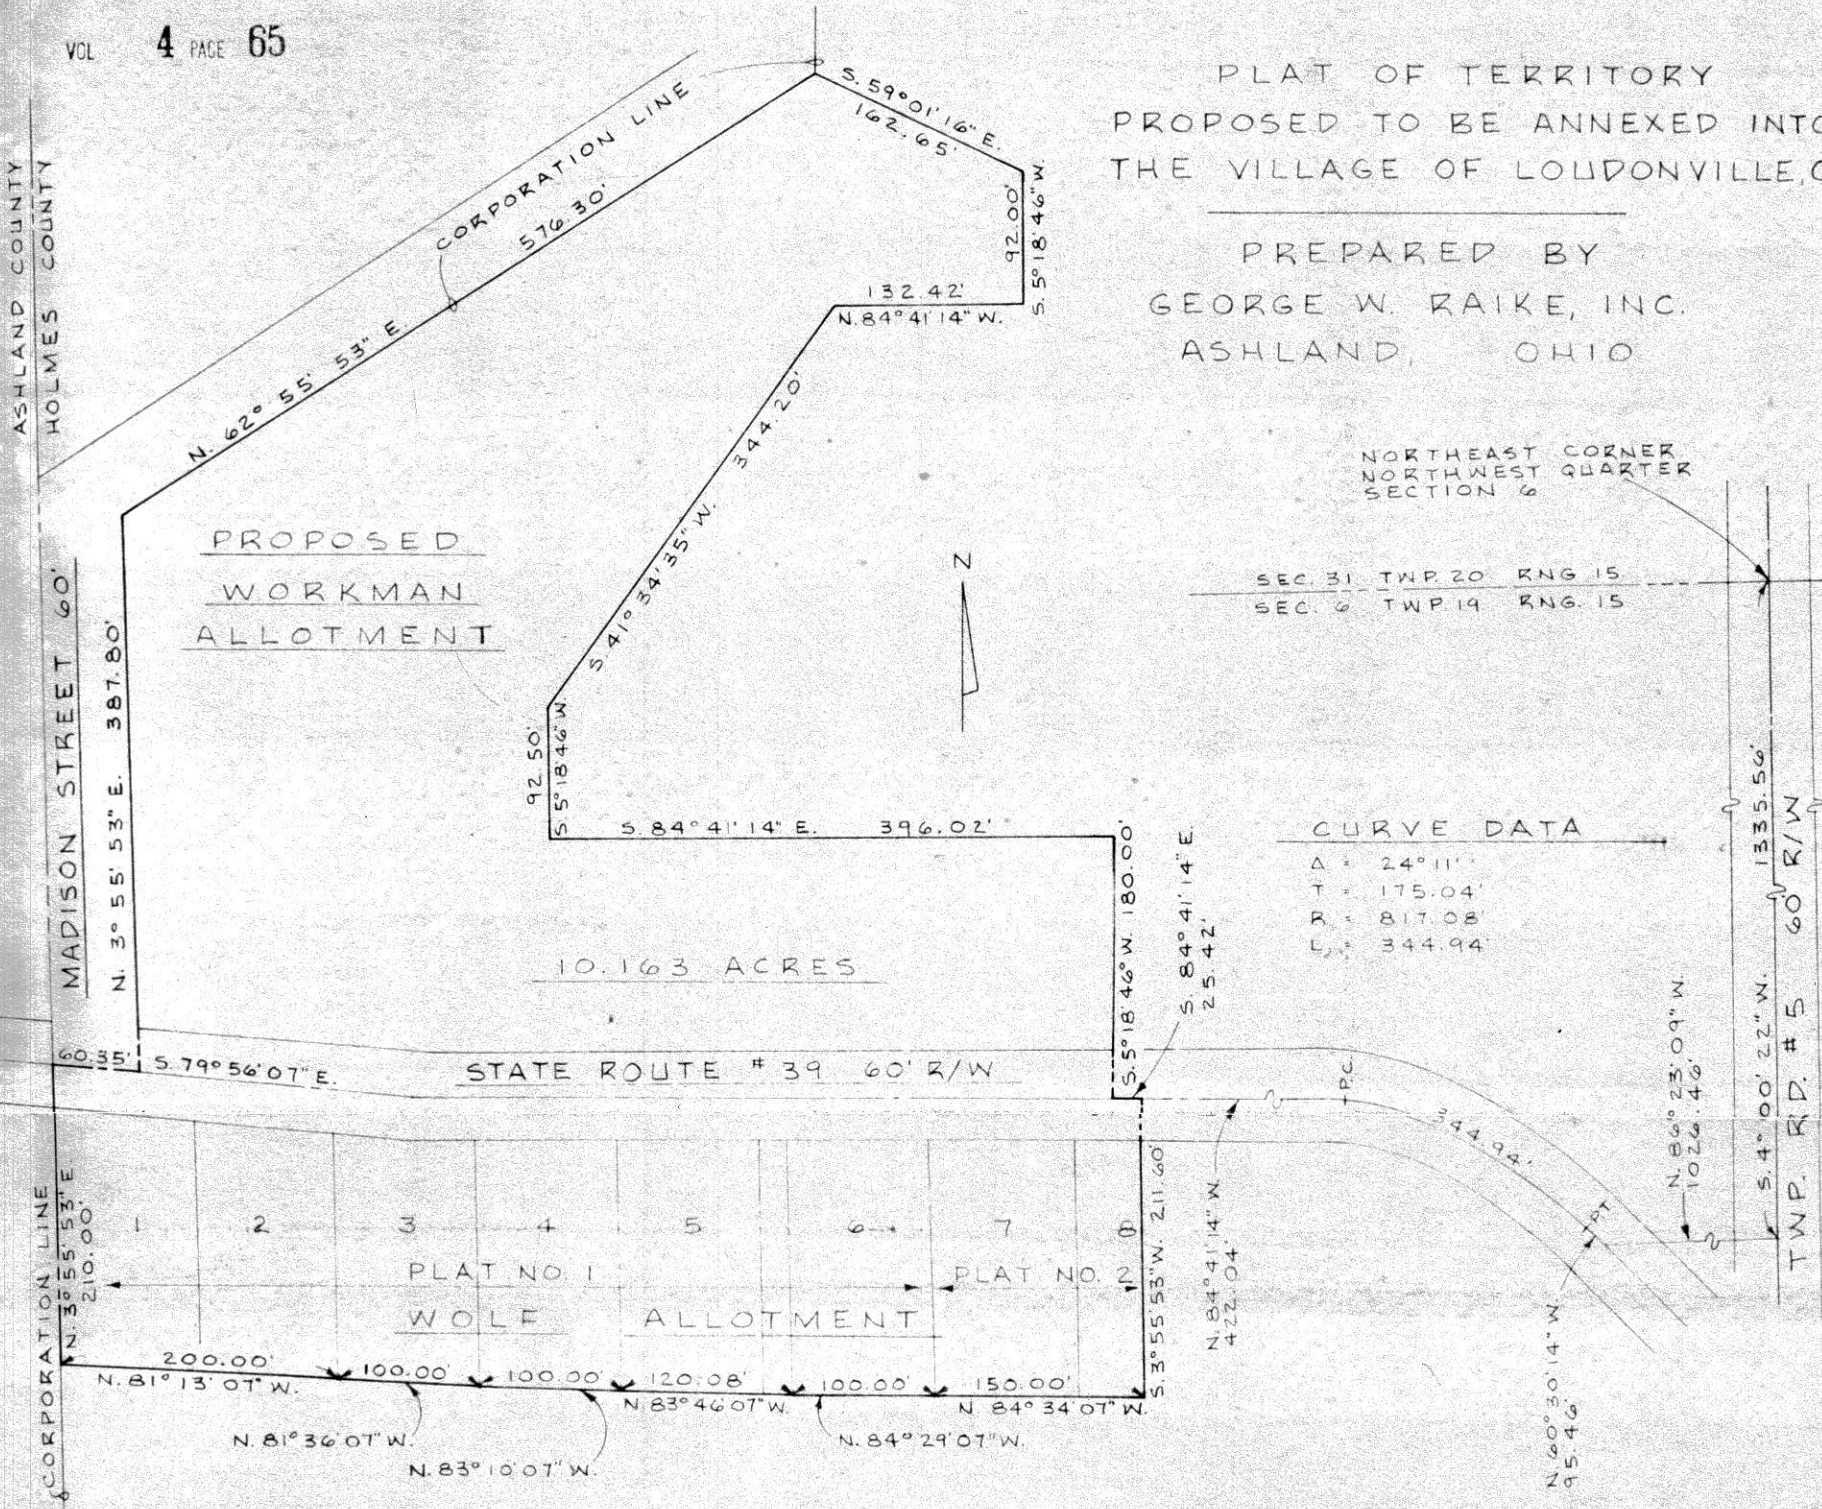 VOL 4 PAGE 65
PLAT OF TERRITORY
PROPOSED TO BE ANNEXED INTO
THE VILLAGE OF LOUDONVILLE, O
PREPARED BY
GEORGE W. RAIKE, INC.
ASHLAND, OHIO
ASHLAND COUNTY
HOLMES COUNTY
CORPORATION LINE
576.30'
N. 62° 55' 53" E.
S. 59°01'16" E.
162.65'
92.00'
S. 5°18'46" W.
132.42'
N. 84°41'14" W.
344.20'
S. 41° 34' 35" W.
92.50'
S. 5°18'46" W.
S. 84°41'14" E. 396.02'
PROPOSED
WORKMAN
ALLOTMENT
MADISON STREET 60'
N. 3° 55' 53" E. 387.80'
N
NORTHEAST CORNER
NORTHWEST QUARTER
SECTION 6
SEC. 31 TWP. 20 RNG 15
SEC. 6 TWP. 19 RNG. 15
CURVE DATA
Δ = 24°11'
T = 175.04'
R = 817.08'
L = 344.94'
10.163 ACRES
S. 5°18'46" W. 180.00'
S. 84°41'14" E.
25.42'
60.35'
S. 79°56'07" E.
STATE ROUTE #39 60' R/W
P.C.
344.94'
P.T.
N. 86° 23' 09" W.
1026.46'
S. 4° 00' 22" W. 1335.56'
TWP. RD. #5 60' R/W
N. 84°41'14" W.
422.04'
N. 60°30'14" W.
95.46'
CORPORATION LINE
N. 3°55'53" E.
210.00'
1 2 3 4 5 6 7 8
PLAT NO. 1
PLAT NO. 2
WOLF ALLOTMENT
S. 3°55'53" W. 211.60'
200.00' 100.00' 100.00' 120.08' 100.00' 150.00'
N. 81°13'07" W.
N 83°46'07" W.
N. 84°34'07" W.
N. 81°36'07" W.
N. 84°29'07" W.
N. 83°10'07" W.